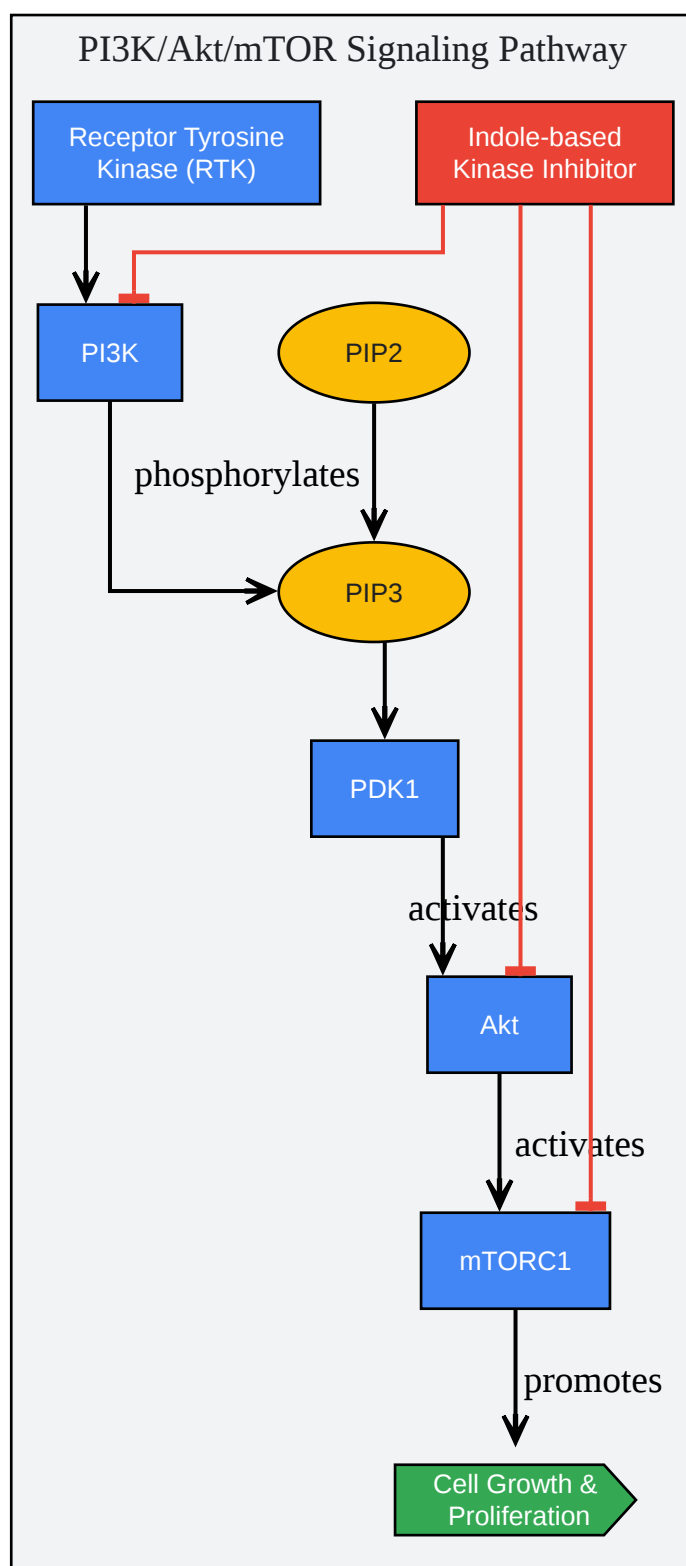 PI3K/Akt/mTOR Signaling Pathway
Receptor Tyrosine
Kinase (RTK)
Indole-based
Kinase Inhibitor
PI3K
PIP2
phosphorylates
PIP3
PDK1
activates
Akt
activates
mTORC1
promotes
Cell Growth &
Proliferation